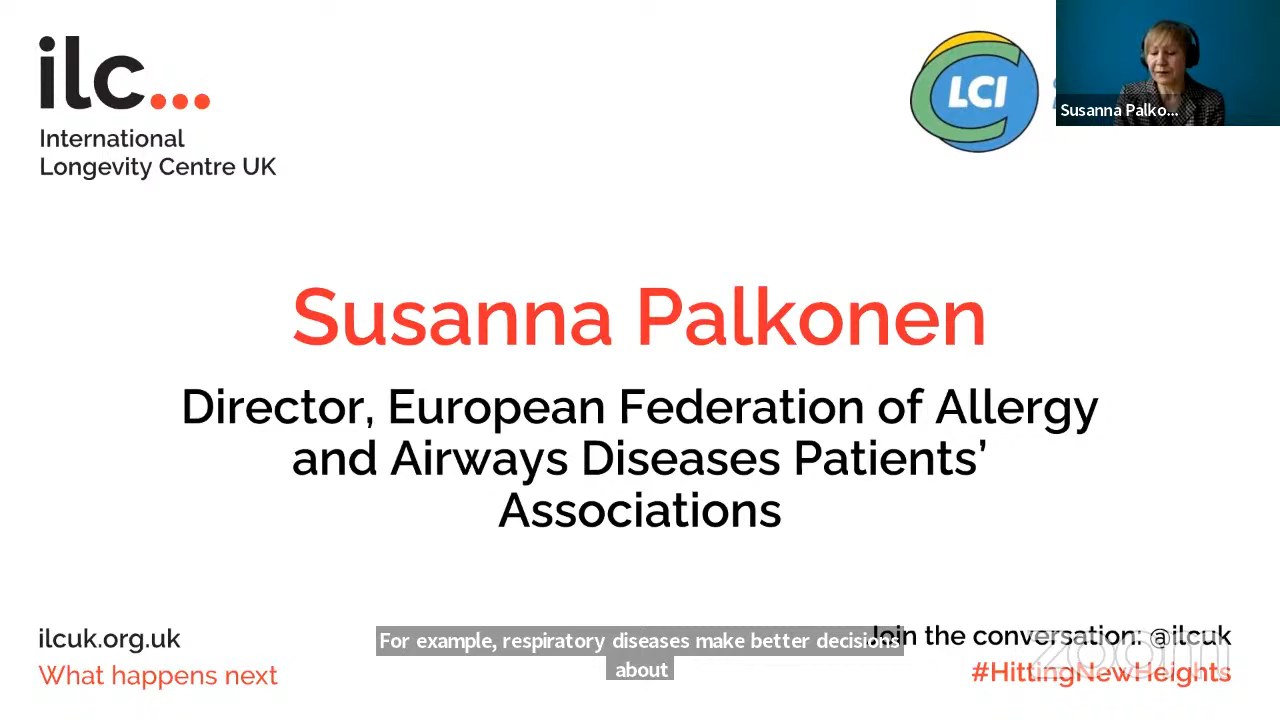 ilc...
International
Longevity Centre UK
LCI
Susanna Palko...
Susanna Palkonen
Director, European Federation of Allergy
and Airways Diseases Patients’
Associations
ilcuk.org.uk
What happens next
For example, respiratory diseases make better decisions
about
Join the conversation: @ilcuk
#HittingNewHeights
zoom